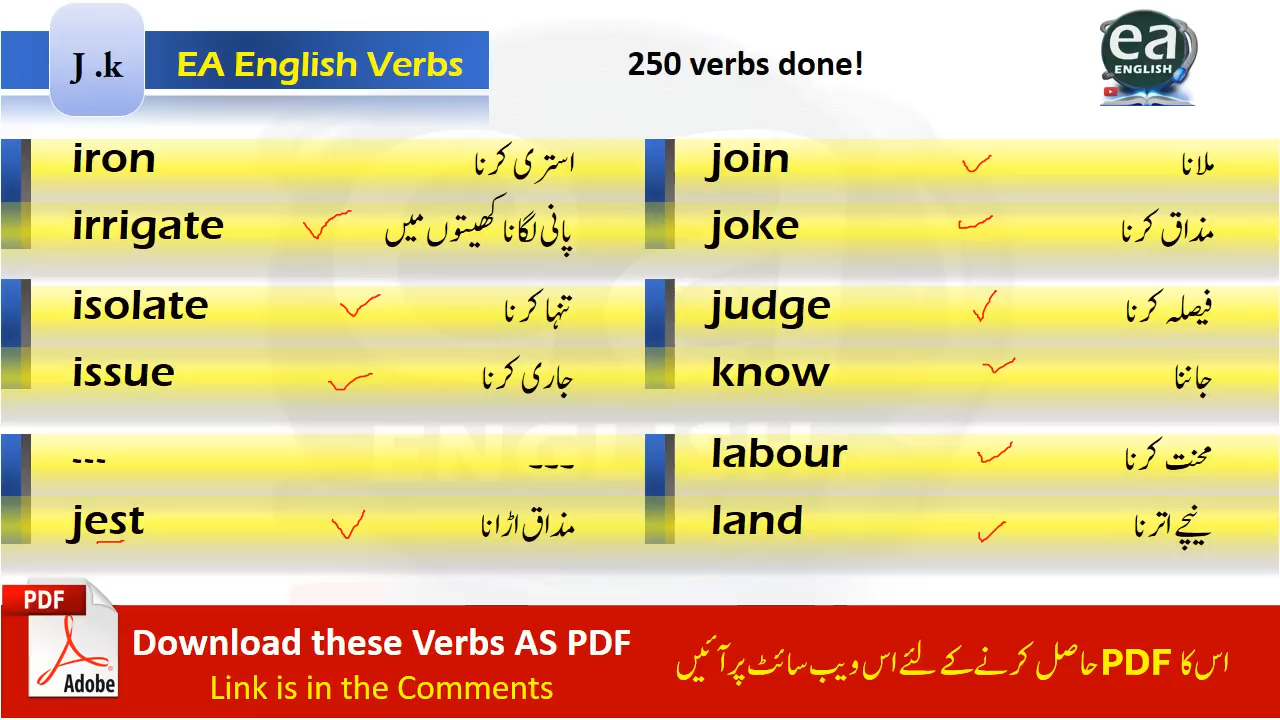 J .k
EA English Verbs
250 verbs done!
ea
ENGLISH
iron استری کرنا
irrigate پانی لگانا کھیتوں میں
isolate تنہا کرنا
issue جاری کرنا
--- ---
jest مذاق اڑانا
join ملانا
joke مذاق کرنا
judge فیصلہ کرنا
know جاننا
labour محنت کرنا
land نیچے اترنا
ENGLISH
PDF
Adobe
Download these Verbs AS PDF
Link is in the Comments
اس کا PDF حاصل کرنے کے لئے اس ویب سائٹ پر آئیں